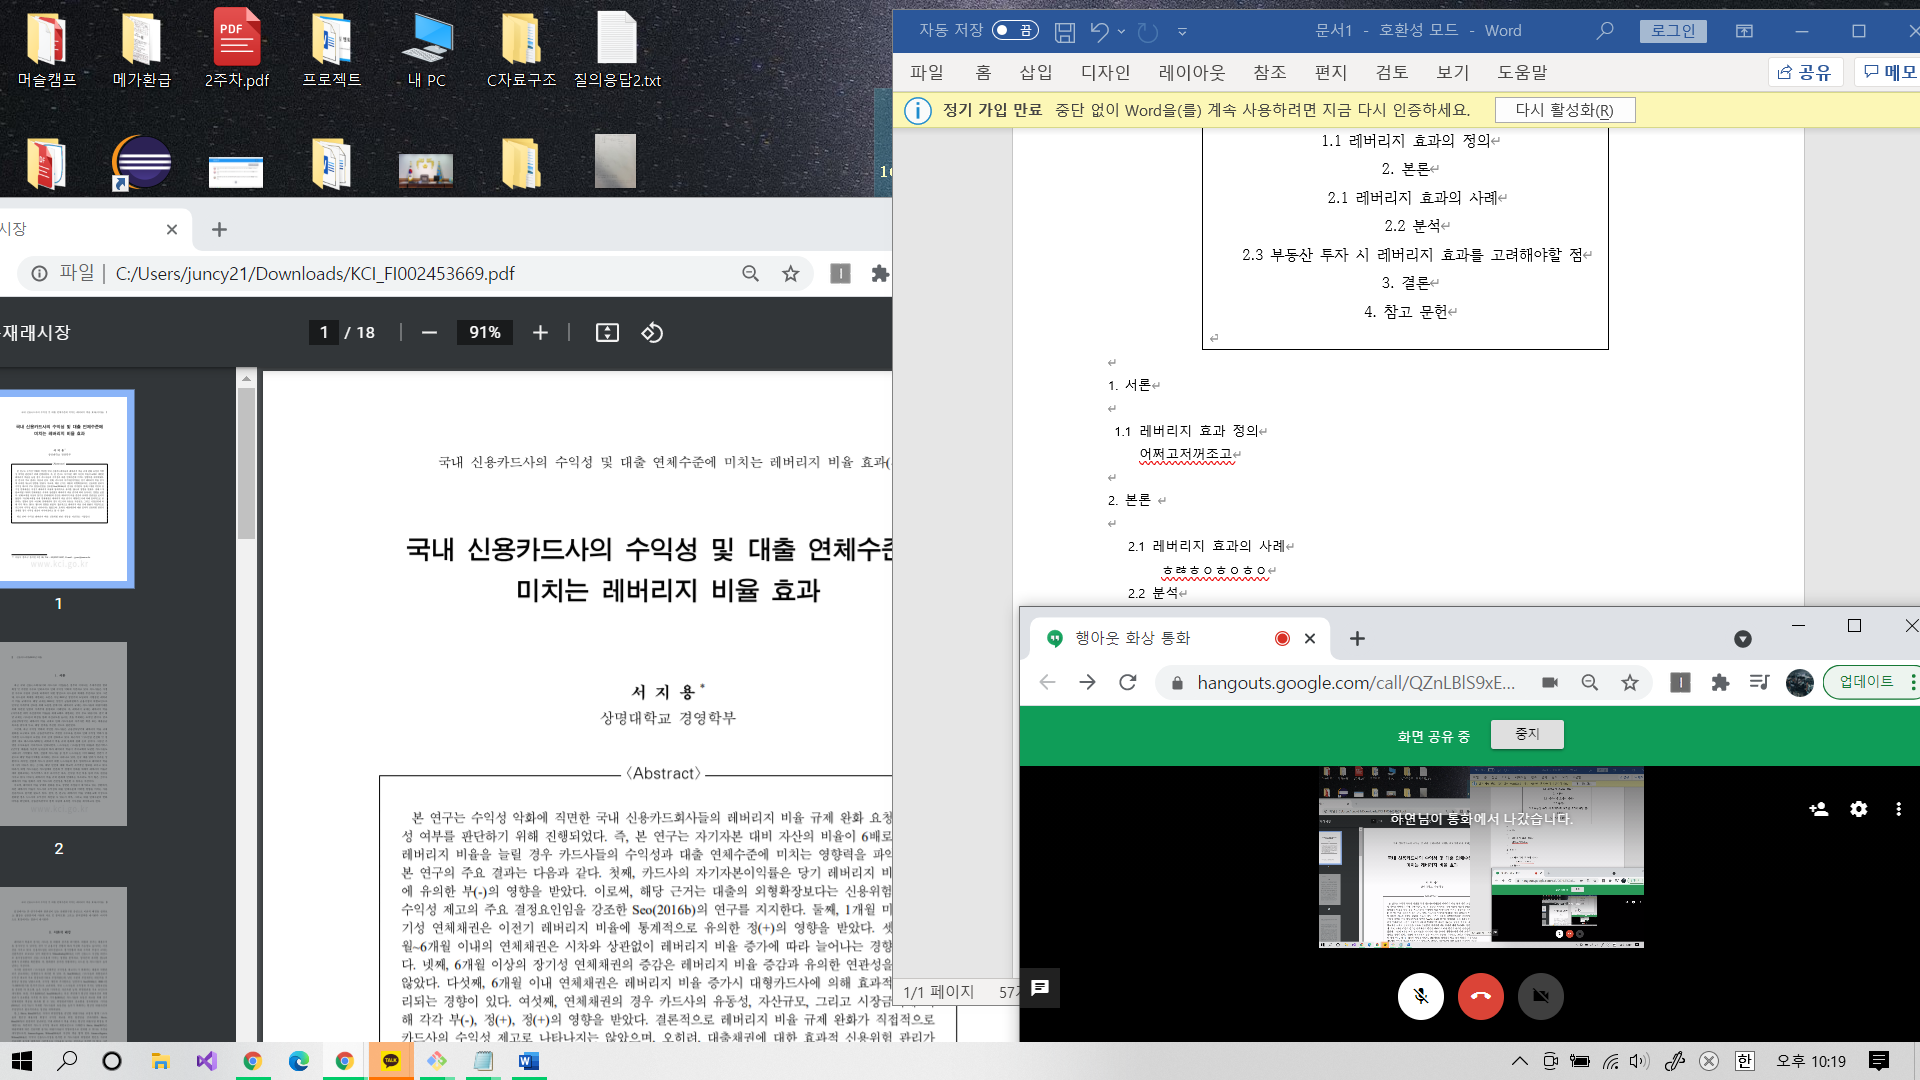 머슬캠프
메가환급
2주차.pdf
프로젝트
내 PC
C자료구조
질의응답2.txt
시장
파일
C:/Users/juncy21/Downloads/KCI_FI002453669.pdf
재래시장
1 / 18
91%
1
2
국내 신용카드사의 수익성 및 대출 연체수준에 미치는 레버리지 비율 효과(
국내 신용카드사의 수익성 및 대출 연체수준
미치는 레버리지 비율 효과
서 지 용*
상명대학교 경영학부
〈Abstract〉
본 연구는 수익성 악화에 직면한 국내 신용카드회사들의 레버리지 비율 규제 완화 요청
성 여부를 판단하기 위해 진행되었다. 즉, 본 연구는 자기자본 대비 자산의 비율이 6배로
레버리지 비율을 늘릴 경우 카드사들의 수익성과 대출 연체수준에 미치는 영향력을 파악
본 연구의 주요 결과는 다음과 같다. 첫째, 카드사의 자기자본이익률은 당기 레버리지 비
에 유의한 부(-)의 영향을 받았다. 이로써, 해당 근거는 대출의 외형확장보다는 신용위험
수익성 제고의 주요 결정요인임을 강조한 Seo(2016b)의 연구를 지지한다. 둘째, 1개월 미
기성 연체채권은 이전기 레버리지 비율에 통계적으로 유의한 정(+)의 영향을 받았다. 셋
월~6개월 이내의 연체채권은 시차와 상관없이 레버리지 비율 증가에 따라 늘어나는 경향
다. 넷째, 6개월 이상의 장기성 연체채권의 증감은 레버리지 비율 증감과 유의한 연관성을
않았다. 다섯째, 6개월 이내 연체채권은 레버리지 비율 증가시 대형카드사에 의해 효과적
리되는 경향이 있다. 여섯째, 연체채권의 경우 카드사의 유동성, 자산규모, 그리고 시장금
해 각각 부(-), 정(+), 정(+)의 영향을 받았다. 결론적으로 레버리지 비율 규제 완화가 직접적으로
카드사의 수익성 제고로 나타나지는 않았으며, 오히려, 대출채권에 대한 효과적 신용위험 관리가
자동 저장 끔
문서1 - 호환성 모드 - Word
로그인
파일 홈 삽입 디자인 레이아웃 참조 편지 검토 보기 도움말
공유
메모
정기 가입 만료 중단 없이 Word을(를) 계속 사용하려면 지금 다시 인증하세요.
다시 활성화(R)
1.1 레버리지 효과의 정의
2. 본론
2.1 레버리지 효과의 사례
2.2 분석
2.3 부동산 투자 시 레버리지 효과를 고려해야할 점
3. 결론
4. 참고 문헌
1. 서론
1.1 레버리지 효과 정의
어쩌고저꺼조고
2. 본론
2.1 레버리지 효과의 사례
2.2 분석
1/1 페이지
행아웃 화상 통화
hangouts.google.com/call/QZnLBlS9xE...
업데이트
화면 공유 중
중지
하연님이 통화에서 나갔습니다.
TALK
한
오후 10:19